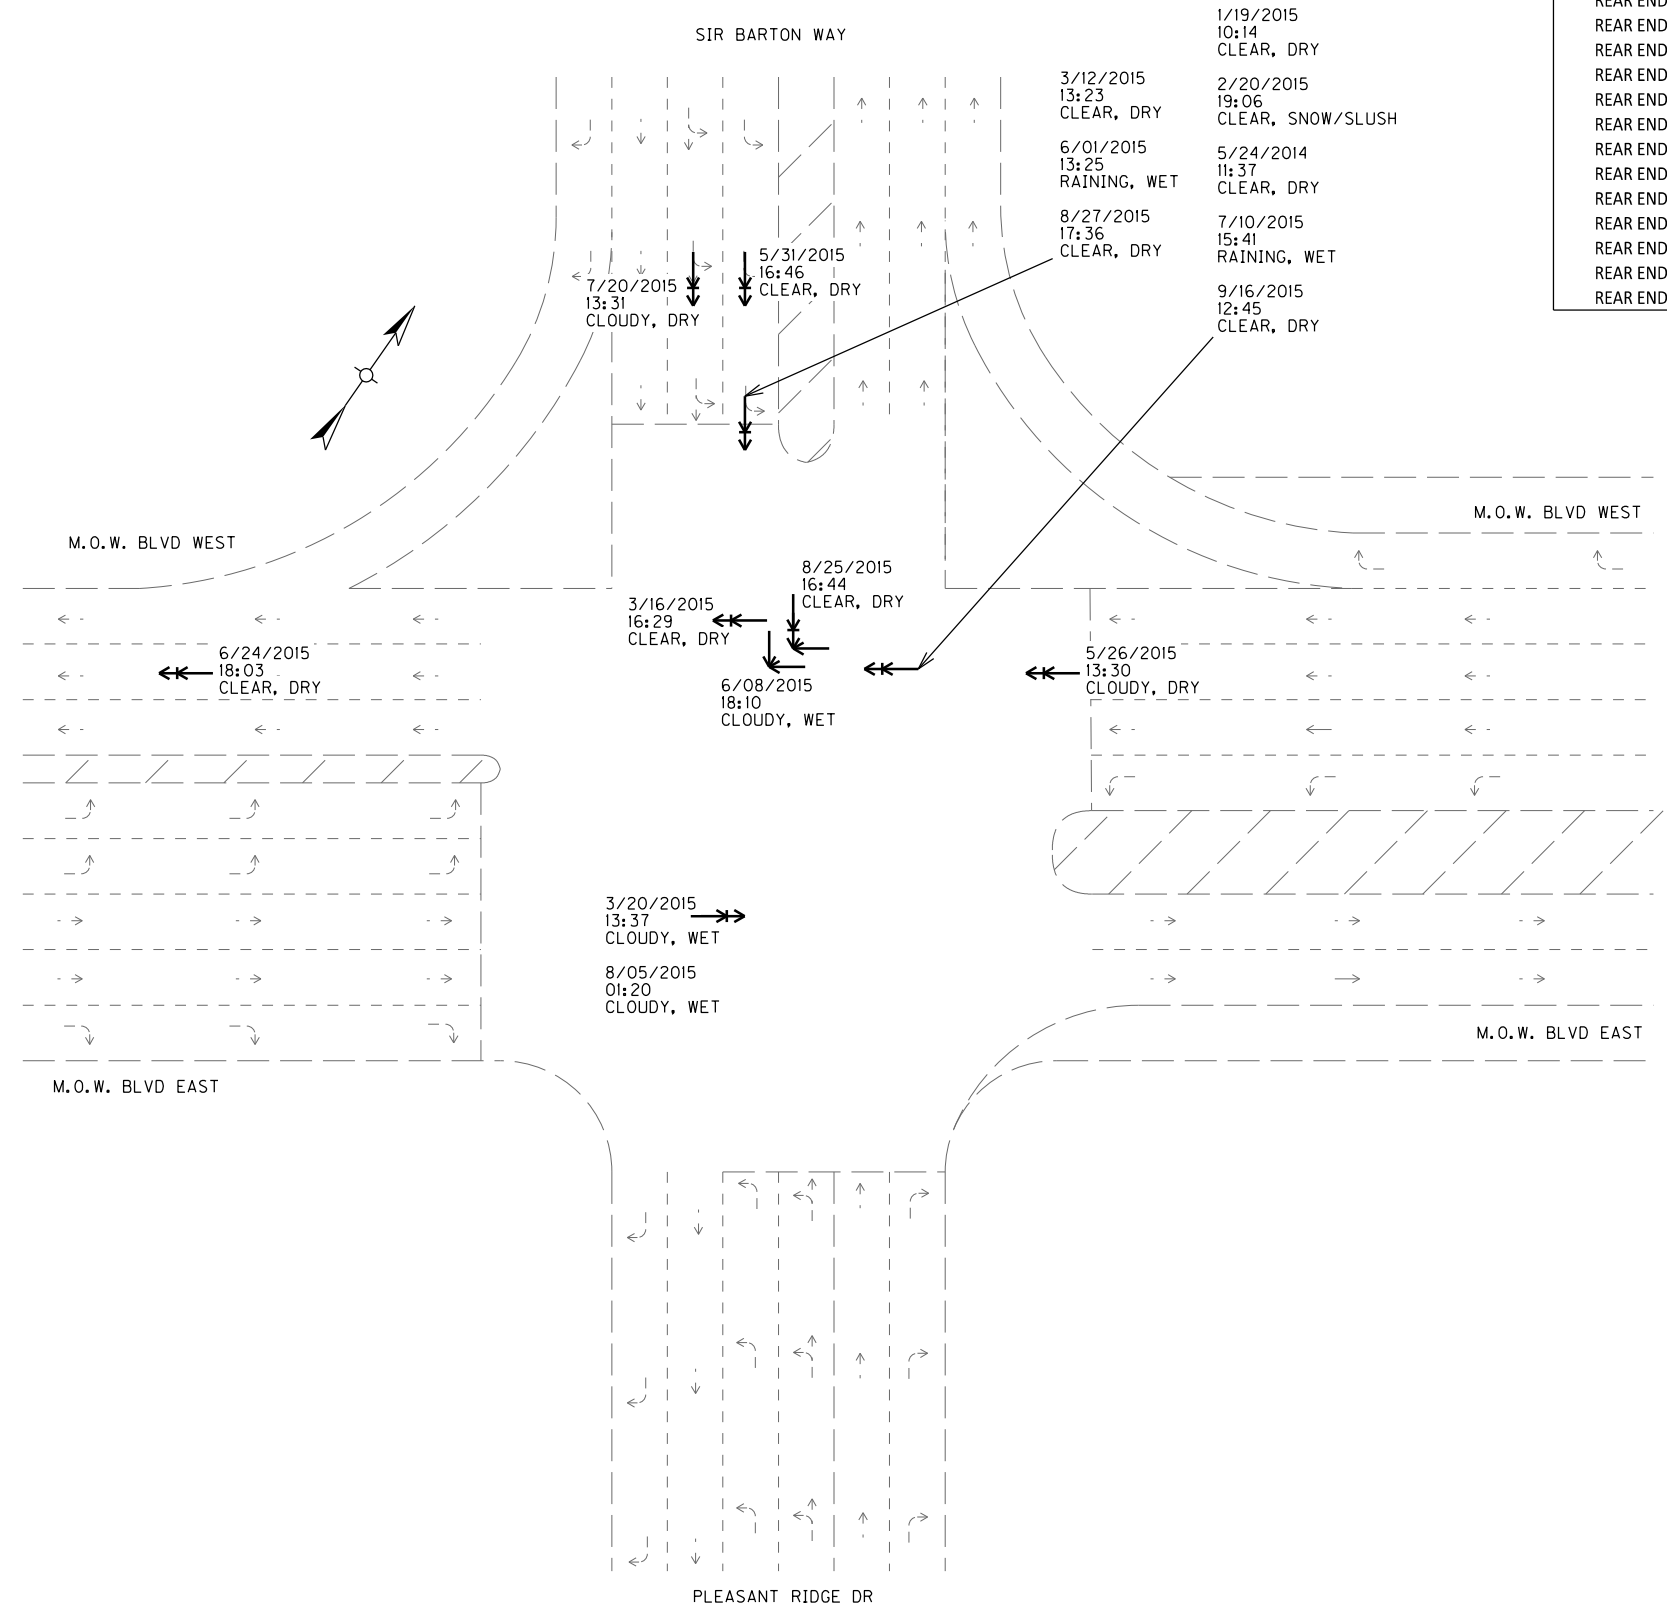 SIR BARTON WAY
1/19/2015
10:14
CLEAR, DRY
3/12/2015
13:23
CLEAR, DRY
2/20/2015
19:06
CLEAR, SNOW/SLUSH
6/01/2015
13:25
RAINING, WET
5/24/2014
11:37
CLEAR, DRY
8/27/2015
17:36
CLEAR, DRY
7/10/2015
15:41
RAINING, WET
9/16/2015
12:45
CLEAR, DRY
REAR END
REAR END
REAR END
REAR END
REAR END
REAR END
REAR END
REAR END
REAR END
REAR END
REAR END
REAR END
REAR END
5/31/2015
16:46
CLEAR, DRY
7/20/2015
13:31
CLOUDY, DRY
M.O.W. BLVD WEST
M.O.W. BLVD WEST
8/25/2015
16:44
CLEAR, DRY
3/16/2015
16:29
CLEAR, DRY
6/24/2015
18:03
CLEAR, DRY
5/26/2015
13:30
CLOUDY, DRY
6/08/2015
18:10
CLOUDY, WET
3/20/2015
13:37
CLOUDY, WET
8/05/2015
01:20
CLOUDY, WET
M.O.W. BLVD EAST
M.O.W. BLVD EAST
PLEASANT RIDGE DR